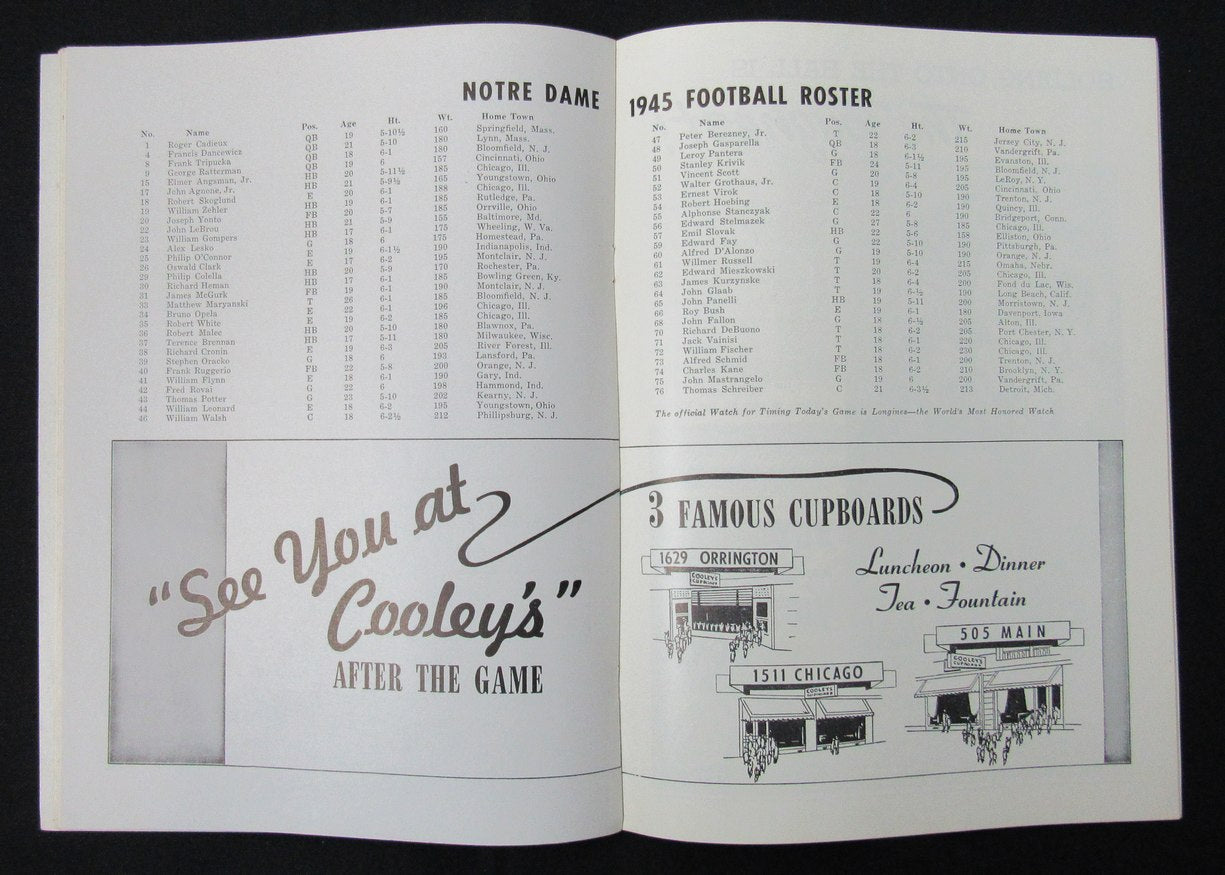 NOTRE DAME
No. Name Pos. Age Ht. Wt. Home Town
1 Roger Cadieux QB 19 5-10½ 160 Springfield, Mass.
4 Francis Dancewicz QB 21 5-10 180 Lynn, Mass.
8 Frank Tripucka QB 18 6-1 180 Bloomfield, N. J.
9 George Ratterman QB 19 6 157 Cincinnati, Ohio
15 Elmer Angsman, Jr. HB 20 5-11½ 185 Chicago, Ill.
17 John Agnone, Jr. HB 21 5-9½ 165 Youngstown, Ohio
18 Robert Skoglund E 20 6-1 188 Chicago, Ill.
19 William Zehler HB 19 6-1 185 Rutledge, Pa.
20 Joseph Yonto FB 20 5-7 185 Orrville, Ohio
22 John LeBrou HB 21 5-9 155 Baltimore, Md.
23 William Gompers HB 17 6-1 175 Wheeling, W. Va.
24 Alex Lesko G 18 6 175 Homestead, Pa.
25 Philip O'Connor E 19 6-1½ 190 Indianapolis, Ind.
26 Oswald Clark E 17 6-2 195 Montclair, N. J.
29 Philip Colella HB 20 5-9 170 Rochester, Pa.
30 Richard Heman HB 17 6-1 185 Bowling Green, Ky.
31 James McGurk FB 19 6-1 190 Montclair, N. J.
33 Matthew Maryanski T 26 6-1 185 Bloomfield, N. J.
34 Bruno Opela E 22 6-1 196 Chicago, Ill.
35 Robert White E 19 6-2 185 Chicago, Ill.
36 Robert Malec HB 20 5-10 180 Blawnox, Pa.
37 Terence Brennan HB 17 5-11 180 Milwaukee, Wisc.
38 Richard Cronin E 19 6-3 205 River Forest, Ill.
39 Stephen Oracko G 18 6 193 Lansford, Pa.
40 Frank Ruggerio FB 22 5-8 200 Orange, N. J.
41 William Flynn E 18 6-1 190 Gary, Ind.
42 Fred Rovai G 22 6 198 Hammond, Ind.
43 Thomas Potter G 23 5-10 202 Kearny, N. J.
44 William Leonard E 18 6-2 195 Youngstown, Ohio
46 William Walsh C 18 6-2½ 212 Phillipsburg, N. J.
1945 FOOTBALL ROSTER
No. Name Pos. Age Ht. Wt. Home Town
47 Peter Berezney, Jr. T 22 6-2 215 Jersey City, N. J.
48 Joseph Gasparella QB 18 6-3 210 Vandergrift, Pa.
49 Leroy Pantera G 18 6-1½ 195 Evanston, Ill.
50 Stanley Krivik FB 24 5-11 195 Bloomfield, N. J.
51 Vincent Scott G 20 5-8 195 LeRoy, N. Y.
52 Walter Grothaus, Jr. C 19 6-4 205 Cincinnati, Ohio
53 Ernest Virok C 18 5-11 190 Trenton, N. J.
54 Robert Hoebing E 18 6-2 190 Quincy, Ill.
55 Alphonse Stanczyak C 22 6 190 Bridgeport, Conn.
56 Edward Stelmazek G 27 5-8 185 Chicago, Ill.
57 Emil Slovak HB 22 5-6 158 Elliston, Ohio
59 Edward Fay G 22 5-10 190 Pittsburgh, Pa.
60 Alfred D'Alonzo G 19 5-10 190 Orange, N. J.
61 Willmer Russell T 19 6-4 215 Omaha, Nebr.
62 Edward Mieszkowski T 20 6-2 205 Chicago, Ill.
63 James Kurzynske T 18 6-4 200 Fond du Lac, Wis.
64 John Glaab T 19 6-½ 190 Long Beach, Calif.
65 John Panelli HB 19 5-11 200 Morristown, N. J.
66 Roy Bush E 19 6-1 180 Davenport, Iowa
68 John Fallon G 18 6-½ 205 Alton, Ill.
70 Richard DeBuono T 18 6-2 205 Port Chester, N. Y.
71 Jack Vainisi T 18 6-1 220 Chicago, Ill.
72 William Fischer T 18 6-2 230 Chicago, Ill.
73 Alfred Schmid FB 18 6-1 200 Trenton, N. J.
74 Charles Kane FB 18 6-2 210 Brooklyn, N. Y.
75 John Mastrangelo G 19 6 200 Vandergrift, Pa.
76 Thomas Schreiber C 21 6-3½ 213 Detroit, Mich.
The official Watch for Timing Today's Game is Longines—the World's Most Honored Watch
"See You at
Cooley's"
AFTER THE GAME
3 FAMOUS CUPBOARDS
Luncheon • Dinner
Tea • Fountain
1629 ORRINGTON
COOLEY'S
CUPBOARD
1511 CHICAGO
COOLEY'S
CUPBOARD
505 MAIN
COOLEY'S
CUPBOARD